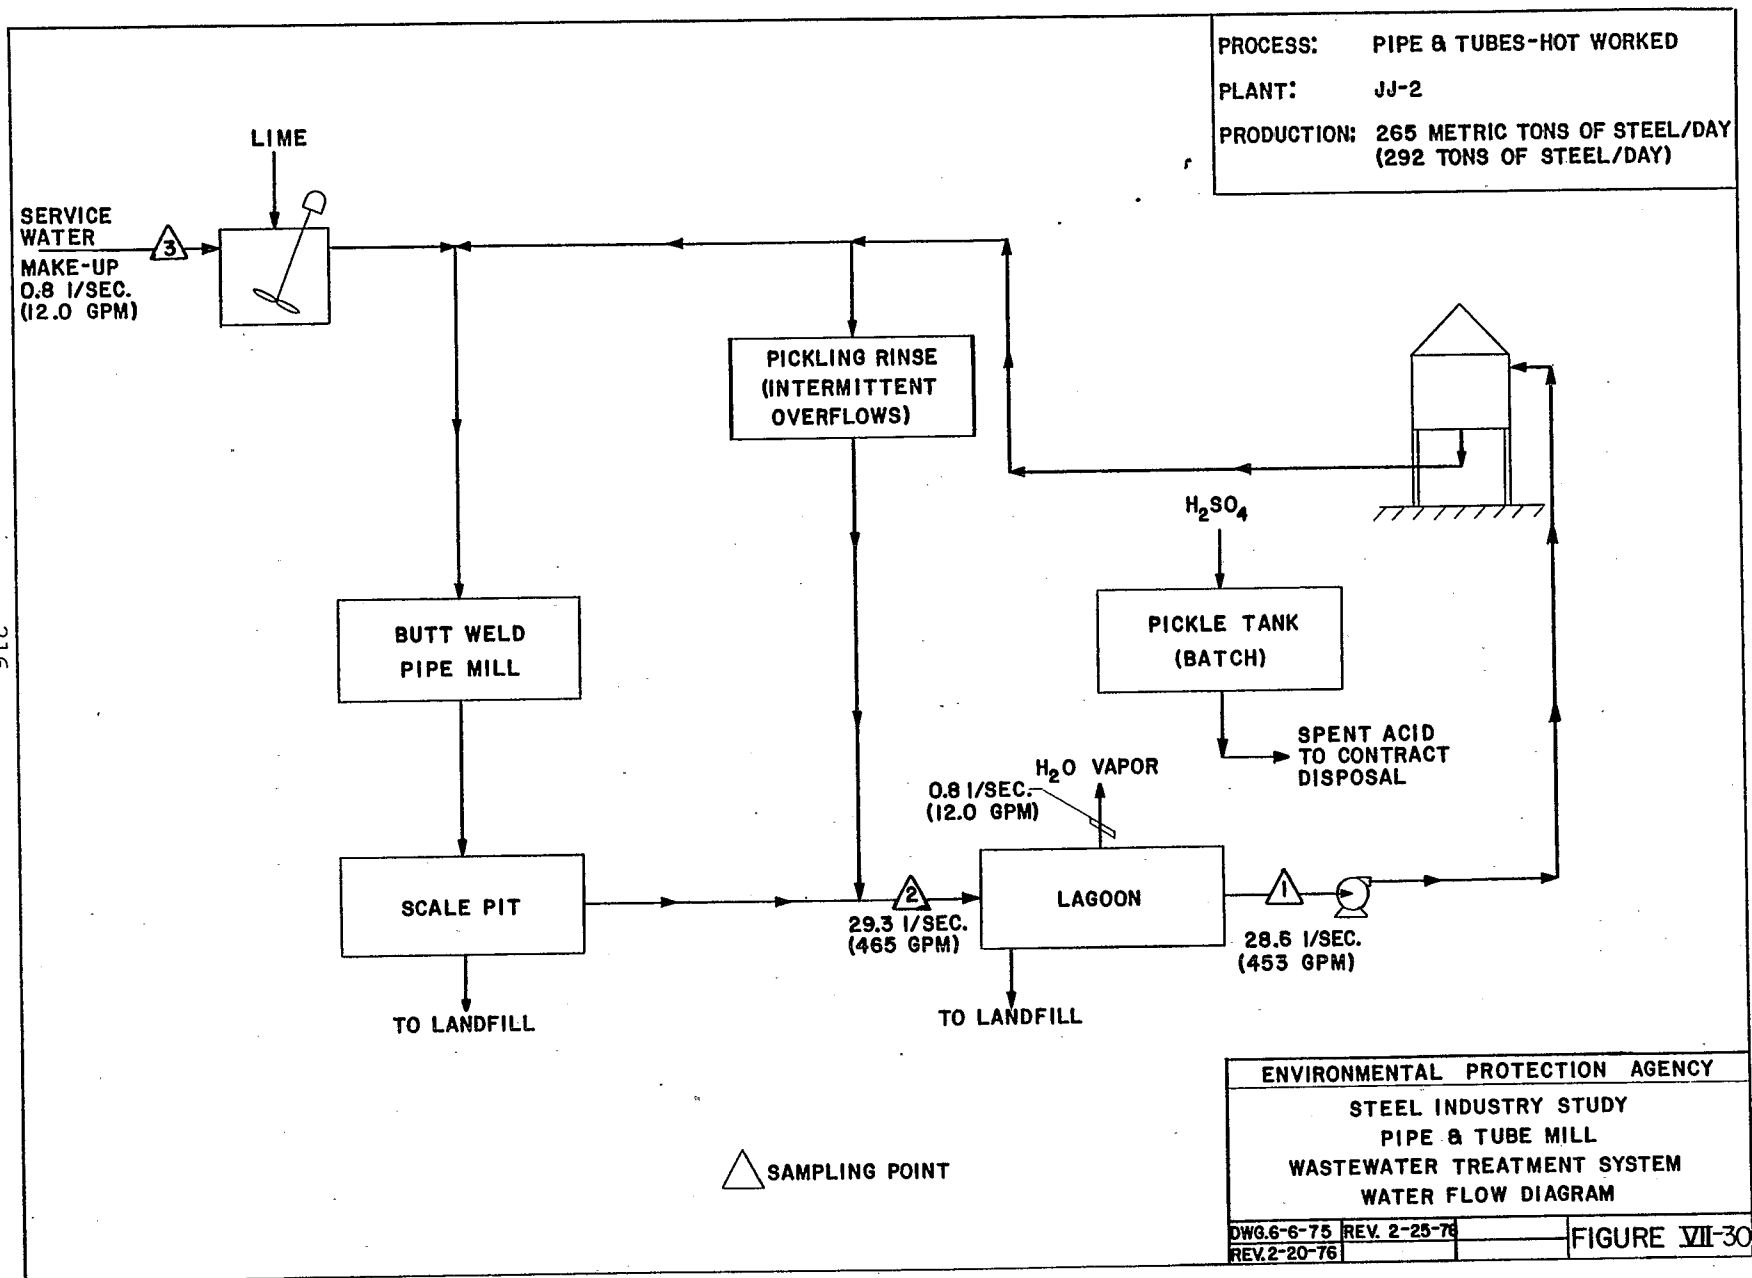 PROCESS: PIPE & TUBES-HOT WORKED
PLANT: JJ-2
PRODUCTION: 265 METRIC TONS OF STEEL/DAY
(292 TONS OF STEEL/DAY)
LIME
SERVICE
WATER
3
MAKE-UP
0.8 l/SEC.
(12.0 GPM)
PICKLING RINSE
(INTERMITTENT
OVERFLOWS)
H2SO4
BUTT WELD
PIPE MILL
PICKLE TANK
(BATCH)
SPENT ACID
TO CONTRACT
DISPOSAL
H2O VAPOR
0.8 l/SEC.
(12.0 GPM)
SCALE PIT
2
29.3 l/SEC.
(465 GPM)
LAGOON
1
28.6 l/SEC.
(453 GPM)
TO LANDFILL
TO LANDFILL
SAMPLING POINT
ENVIRONMENTAL PROTECTION AGENCY
STEEL INDUSTRY STUDY
PIPE & TUBE MILL
WASTEWATER TREATMENT SYSTEM
WATER FLOW DIAGRAM
DWG.6-6-75 REV. 2-25-76
REV.2-20-76
FIGURE VII-30